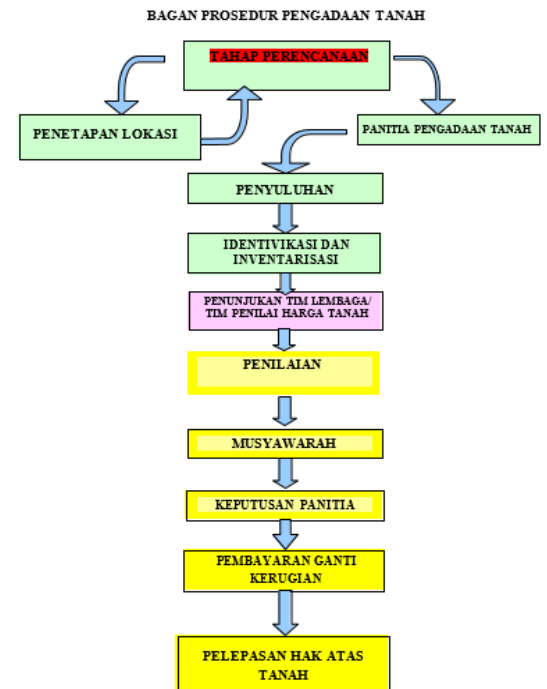 BAGAN PROSEDUR PENGADAAN TANAH
TAHAP PERENCANAAN
PENETAPAN LOKASI
PANITIA PENGADAAN TANAH
PENYULUHAN
IDENTIVIKASI DAN
INVENTARISASI
PENUNJUKAN TIM LEMBAGA/
TIM PENILAI HARGA TANAH
PENILAIAN
MUSYAWARAH
KEPUTUSAN PANITIA
PEMBAYARAN GANTI
KERUGIAN
PELEPASAN HAK ATAS
TANAH